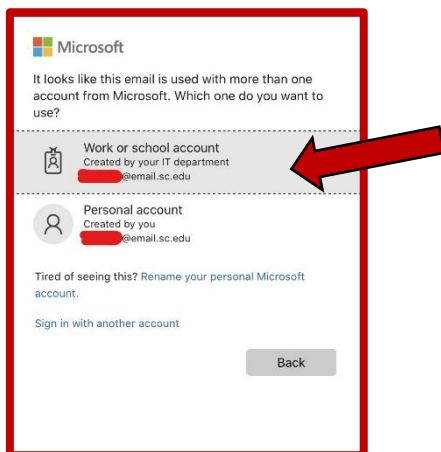 Microsoft
It looks like this email is used with more than one
account from Microsoft. Which one do you want to
use?
Work or school account
Created by your IT department
@email.sc.edu
Personal account
Created by you
@email.sc.edu
Tired of seeing this? Rename your personal Microsoft
account.
Sign in with another account
Back